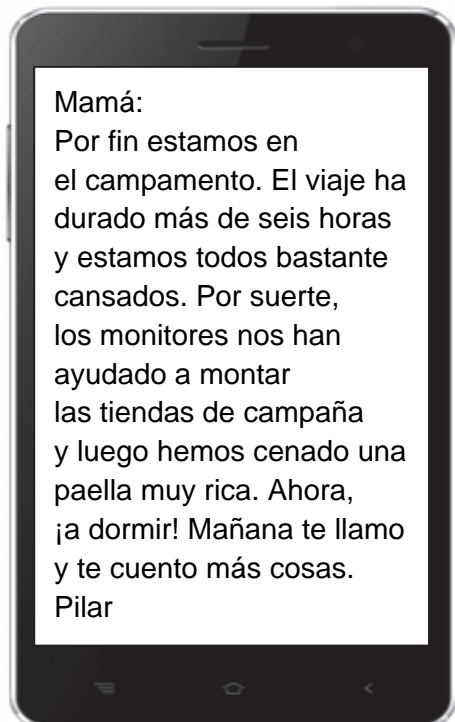 Mamá:
Por fin estamos en
el campamento. El viaje ha
durado más de seis horas
y estamos todos bastante
cansados. Por suerte,
los monitores nos han
ayudado a montar
las tiendas de campaña
y luego hemos cenado una
paella muy rica. Ahora,
¡a dormir! Mañana te llamo
y te cuento más cosas.
Pilar